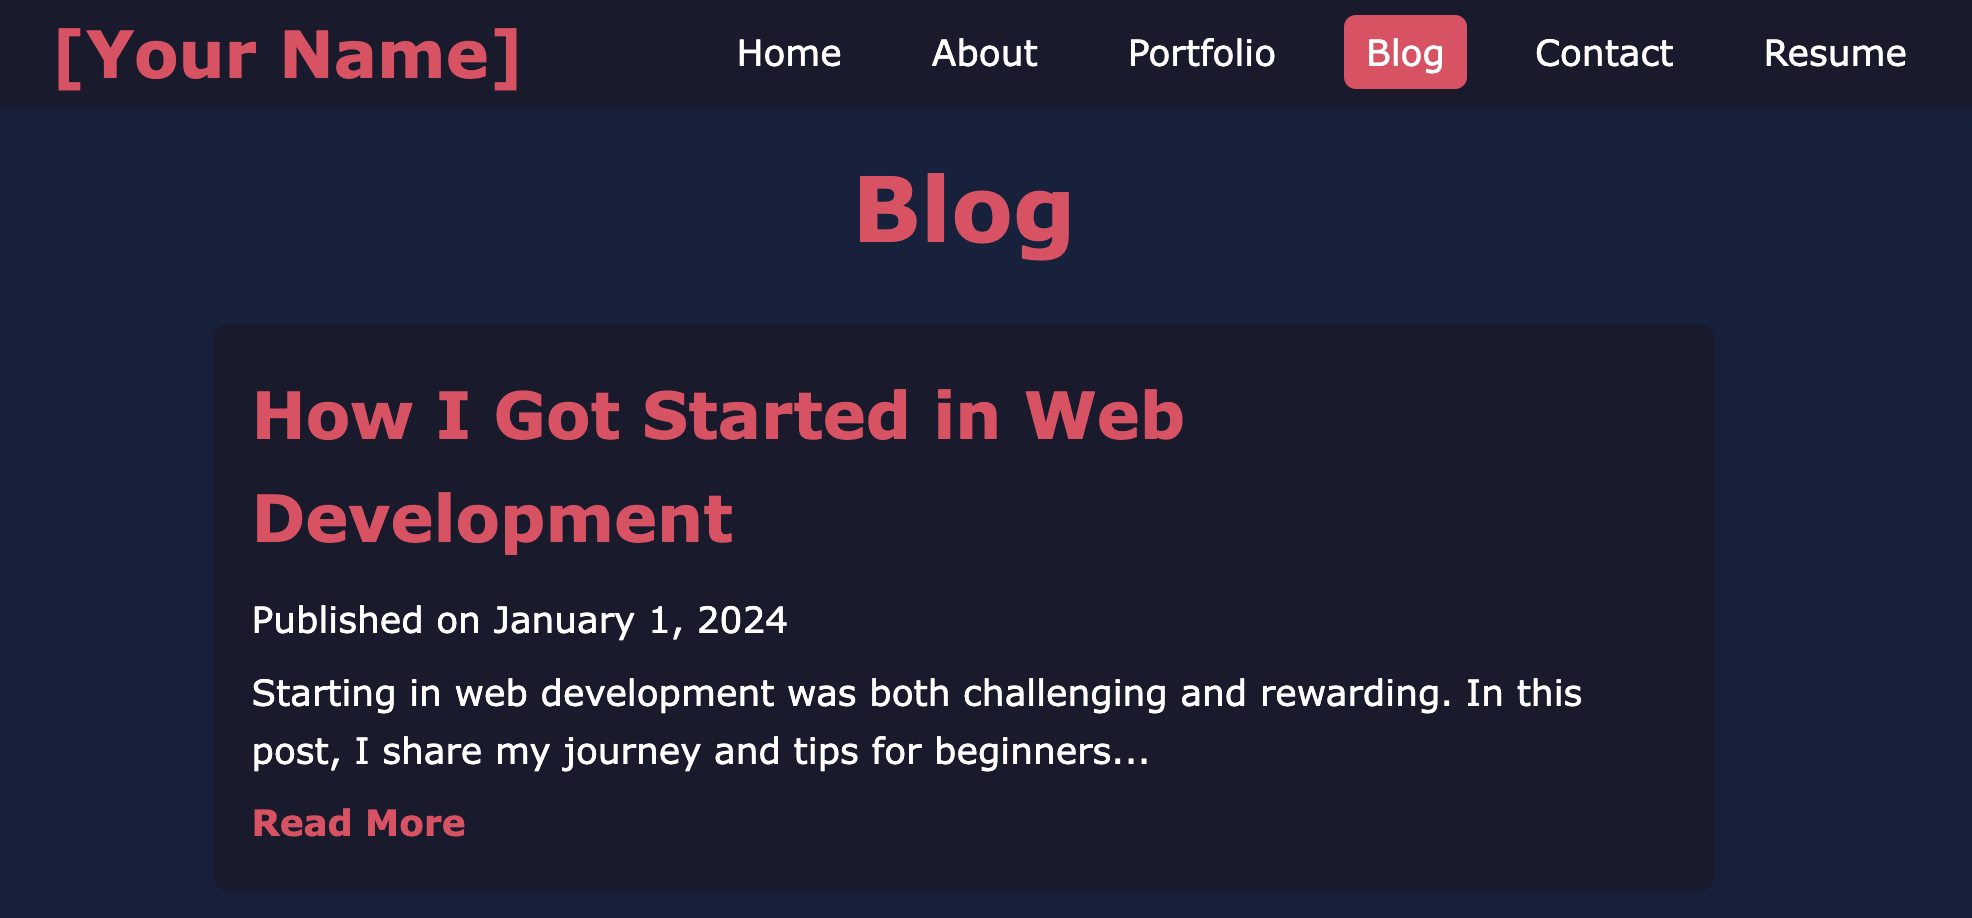 [Your Name]
Home About Portfolio Blog Contact Resume
Blog
How I Got Started in Web
Development
Published on January 1, 2024
Starting in web development was both challenging and rewarding. In this
post, I share my journey and tips for beginners...
Read More